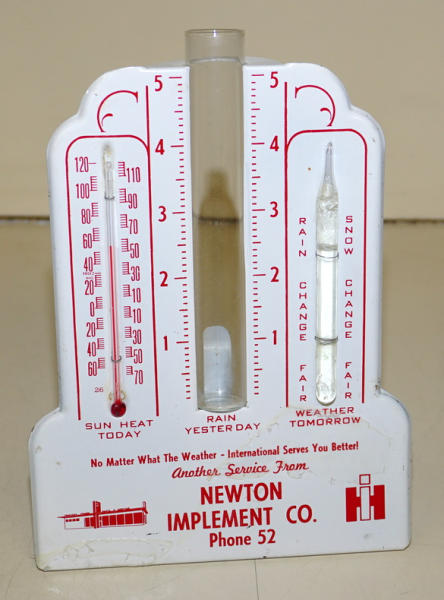 5 5
4 4
3 3
2 2
1 1
120 110
100 90
80 70
60 50
40 30
20 10
0 10
20 30
40 50
60 70
26
SUN HEAT
TODAY
RAIN
YESTERDAY
RAIN CHANGE FAIR
SNOW CHANGE FAIR
WEATHER
TOMORROW
No Matter What The Weather - International Serves You Better!
Another Service From
NEWTON
IMPLEMENT CO.
Phone 52
IH